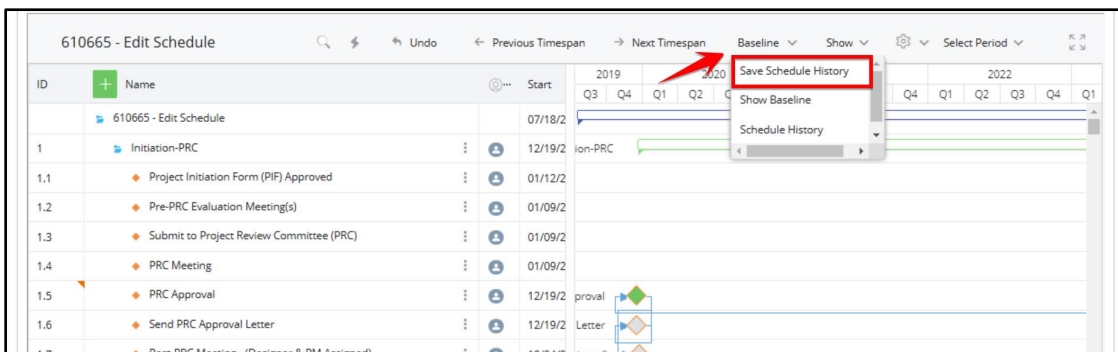 610665 - Edit Schedule Undo ← Previous Timespan → Next Timespan Baseline Show Select Period
ID + Name Start 2019 2020 2022
Q3 Q4 Q1 Q2 Q4 Q1 Q2 Q3 Q4 Q1
Save Schedule History
Show Baseline
Schedule History
610665 - Edit Schedule 07/18/2
1 Initiation-PRC 12/19/2 ion-PRC
1.1 Project Initiation Form (PIF) Approved 01/12/2
1.2 Pre-PRC Evaluation Meeting(s) 01/09/2
1.3 Submit to Project Review Committee (PRC) 01/09/2
1.4 PRC Meeting 01/09/2
1.5 PRC Approval 12/19/2 proval
1.6 Send PRC Approval Letter 12/19/2 Letter